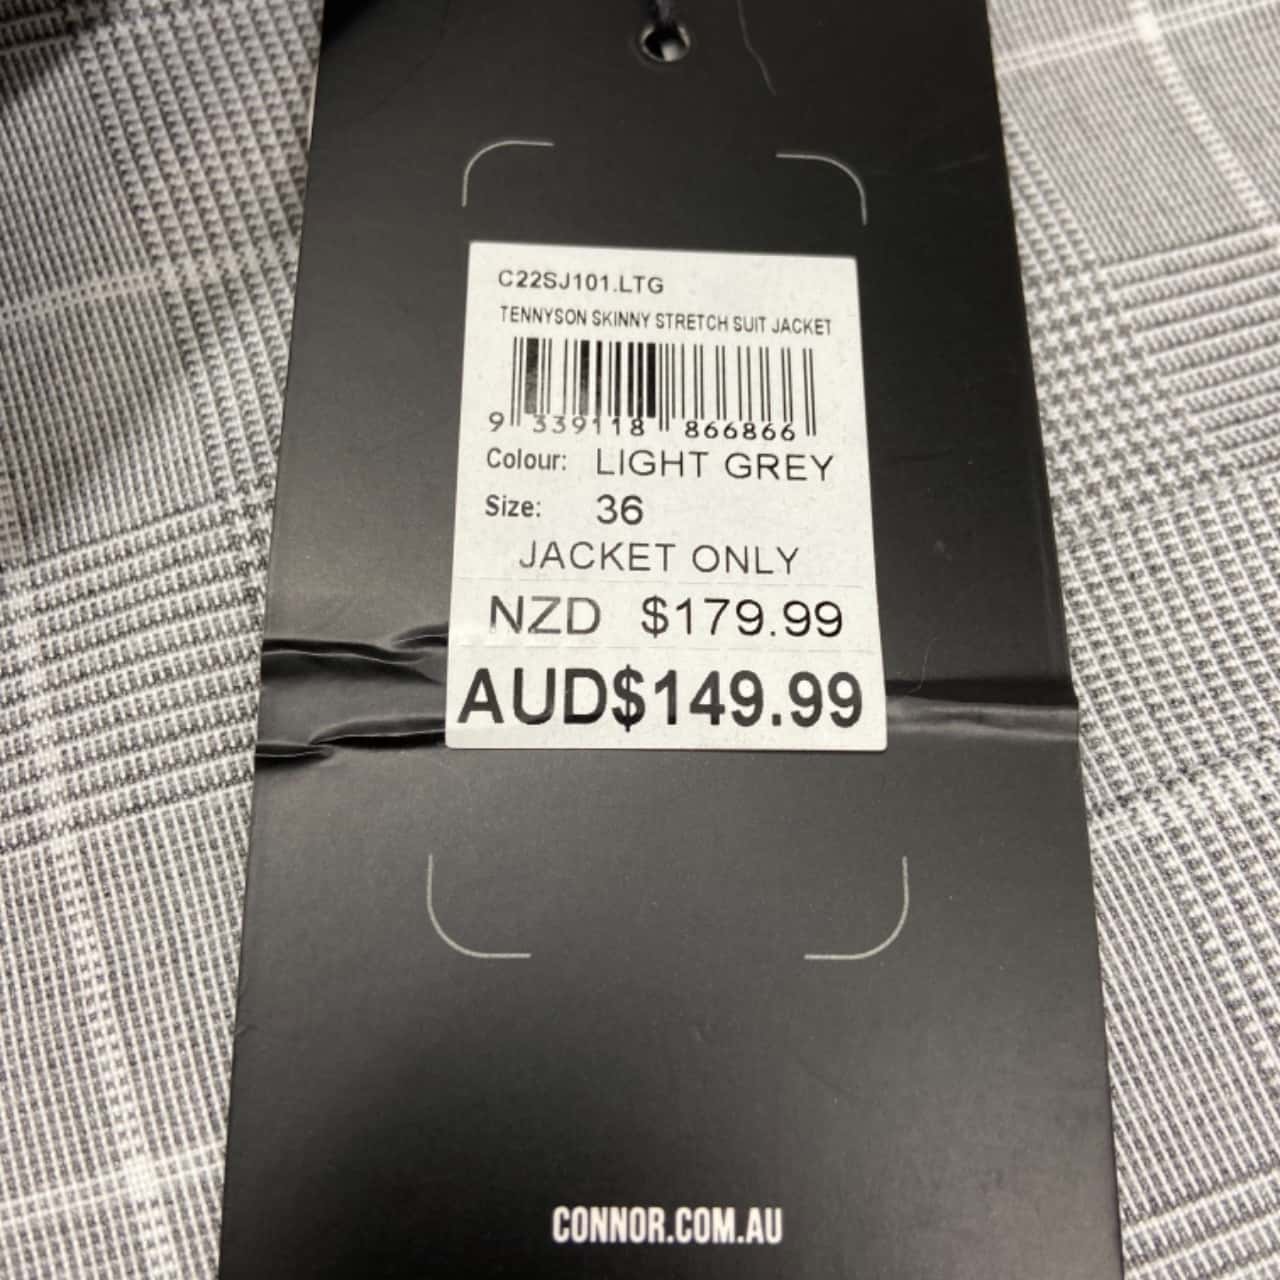 C22SJ101.LTG
TENNYSON SKINNY STRETCH SUIT JACKET
9 339118 866866
Colour: LIGHT GREY
Size: 36
JACKET ONLY
NZD $179.99
AUD$149.99
CONNOR.COM.AU